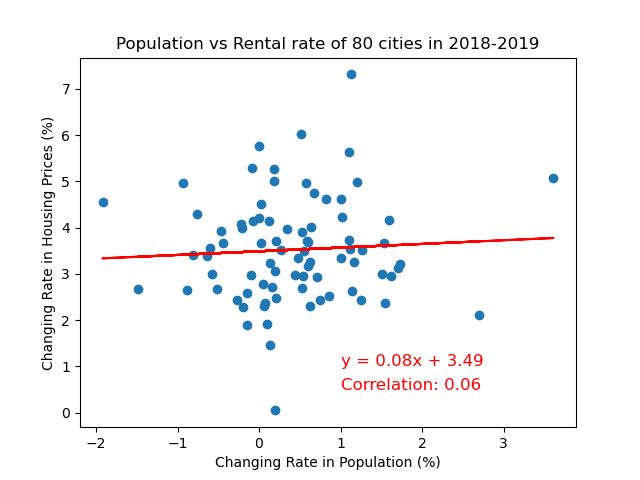 Population vs Rental rate of 80 cities in 2018-2019
Changing Rate in Housing Prices (%)
7
6
5
4
3
2
1
0
y = 0.08x + 3.49
Correlation: 0.06
−2 −1 0 1 2 3
Changing Rate in Population (%)